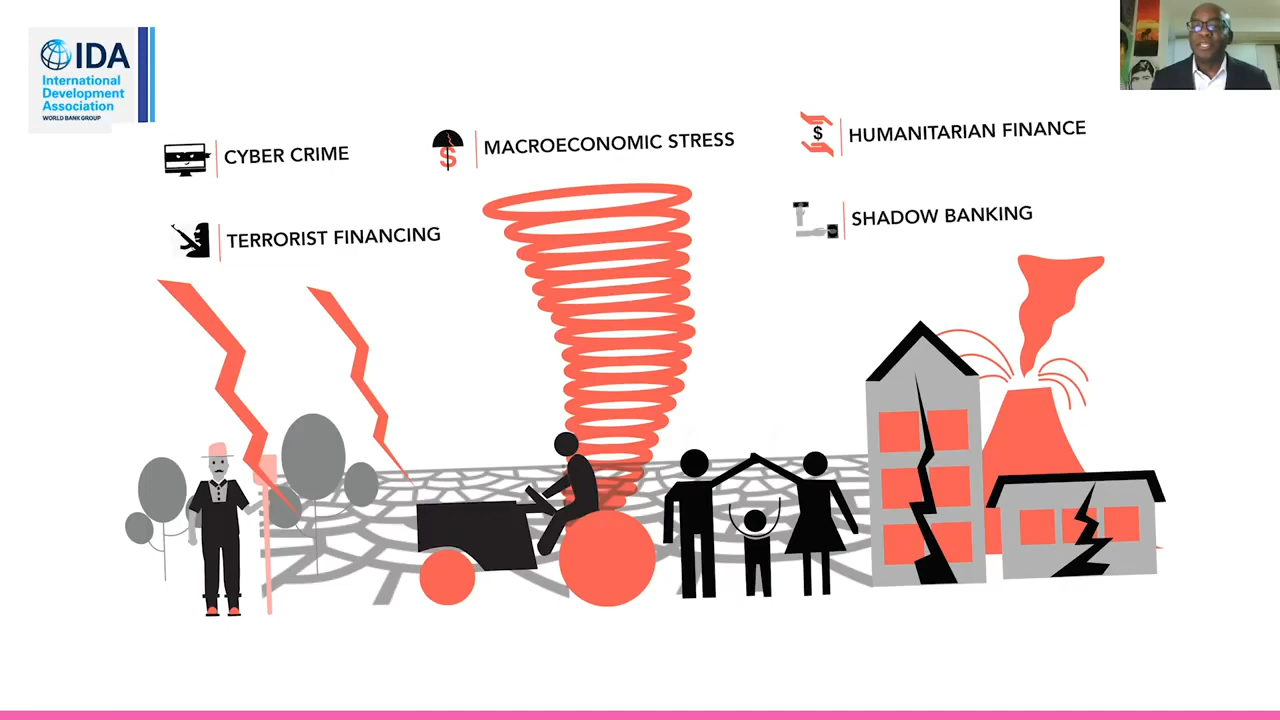 IDA
International
Development
Association
WORLD BANK GROUP
CYBER CRIME
MACROECONOMIC STRESS
$
$
HUMANITARIAN FINANCE
TERRORIST FINANCING
SHADOW BANKING